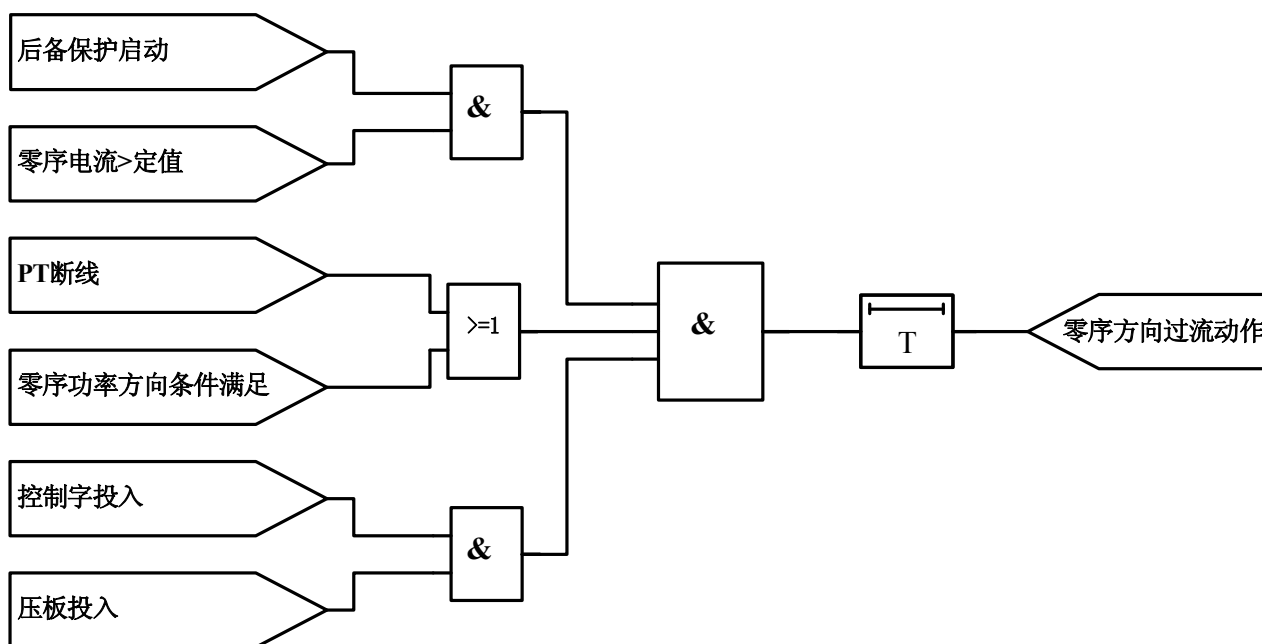 后备保护启动
&
零序电流>定值
PT断线
>=1
&
T
零序方向过流动作
零序功率方向条件满足
控制字投入
&
压板投入